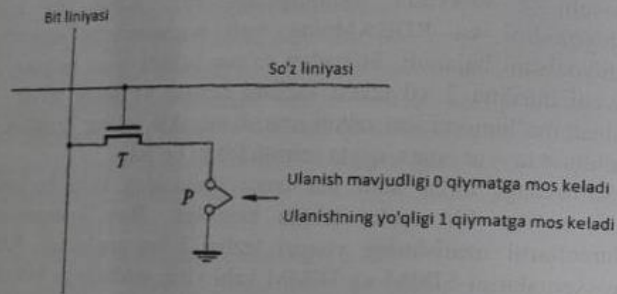 Bit liniyasi
So'z liniyasi
T
P
Ulanish mavjudligi 0 qiymatga mos keladi
Ulanishning yo'qligi 1 qiymatga mos keladi